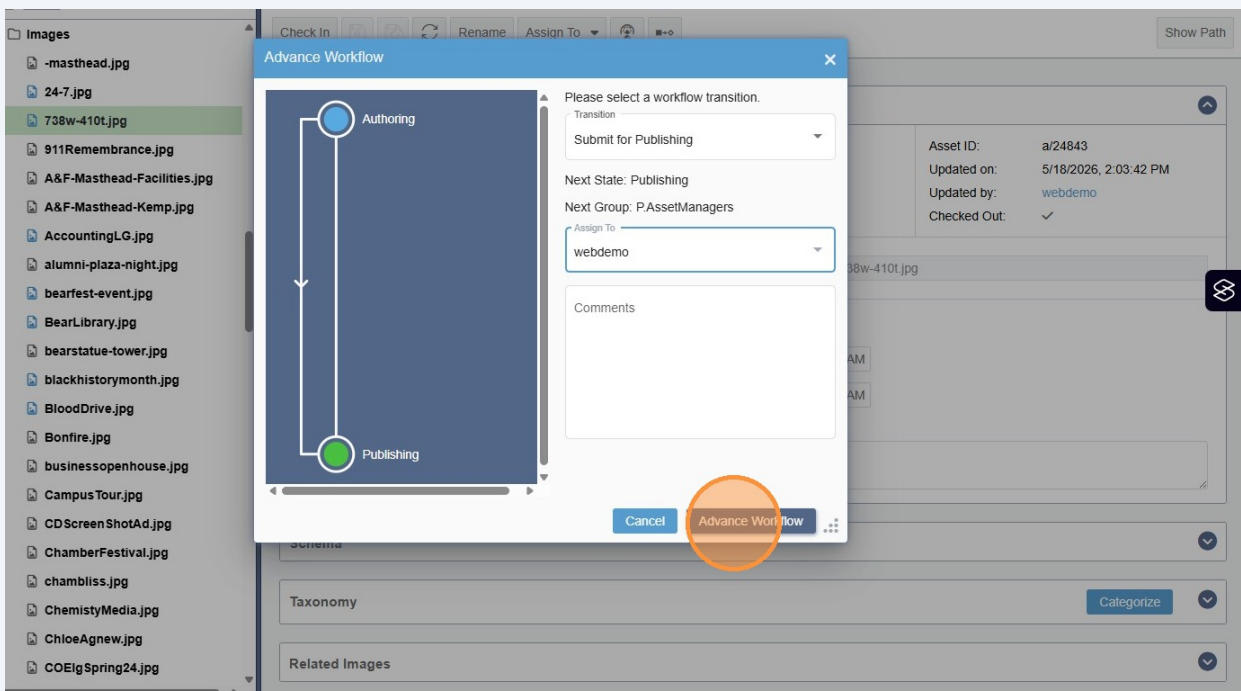 Images
-masthead.jpg
24-7.jpg
738w-410t.jpg
911Remembrance.jpg
A&F-Masthead-Facilities.jpg
A&F-Masthead-Kemp.jpg
AccountingLG.jpg
alumni-plaza-night.jpg
bearfest-event.jpg
BearLibrary.jpg
bearstatue-tower.jpg
blackhistorymonth.jpg
BloodDrive.jpg
Bonfire.jpg
businessopenhouse.jpg
CampusTour.jpg
CDScreenShotAd.jpg
ChamberFestival.jpg
chambliss.jpg
ChemistyMedia.jpg
ChloeAgnew.jpg
COElgSpring24.jpg
Check In Rename Assign To Show Path
Advance Workflow
Authoring
Publishing
Please select a workflow transition.
Transition
Submit for Publishing
Next State: Publishing
Next Group: P.AssetManagers
Assign To
webdemo
Comments
Cancel Advance Workflow
Asset ID: a/24843
Updated on: 5/18/2026, 2:03:42 PM
Updated by: webdemo
Checked Out:
38w-410t.jpg
AM
AM
Schema
Taxonomy Categorize
Related Images